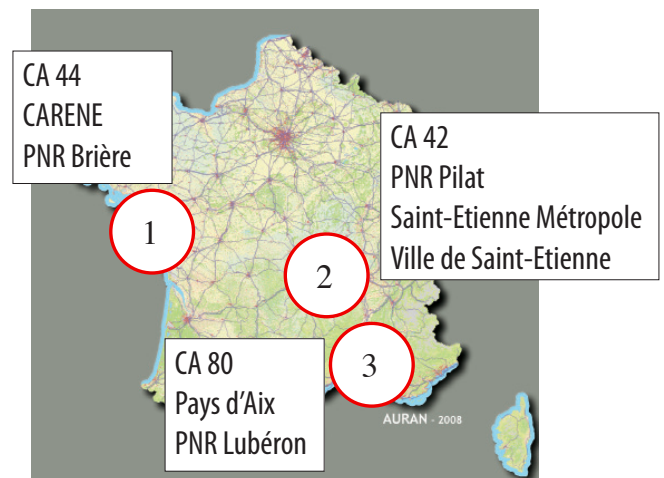 CA 44
CARENE
PNR Brière
1
CA 42
PNR Pilat
Saint-Etienne Métropole
Ville de Saint-Etienne
2
CA 80
Pays d’Aix
PNR Lubéron
3
AURAN - 2008